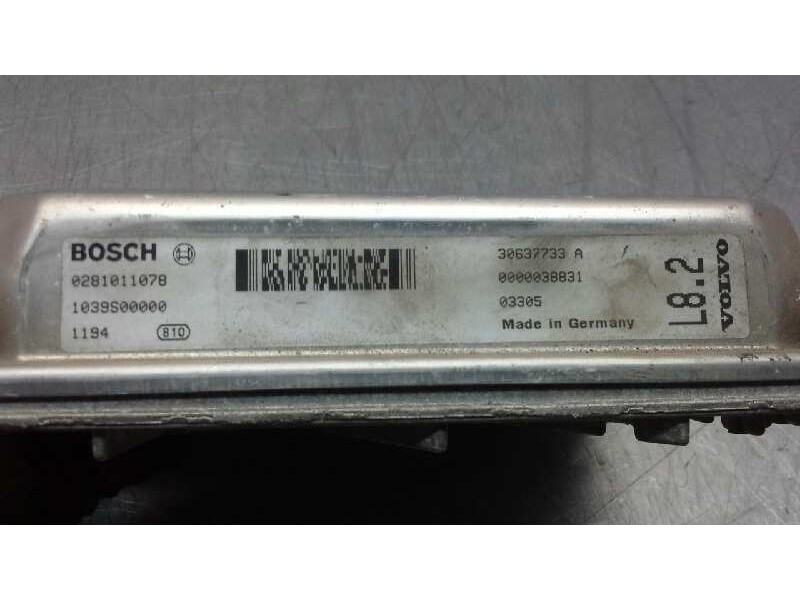 BOSCH
0281011078
1039S00000
1194 810
30637733 A
0000038831
03305
Made in Germany
L8.2
VOLVO